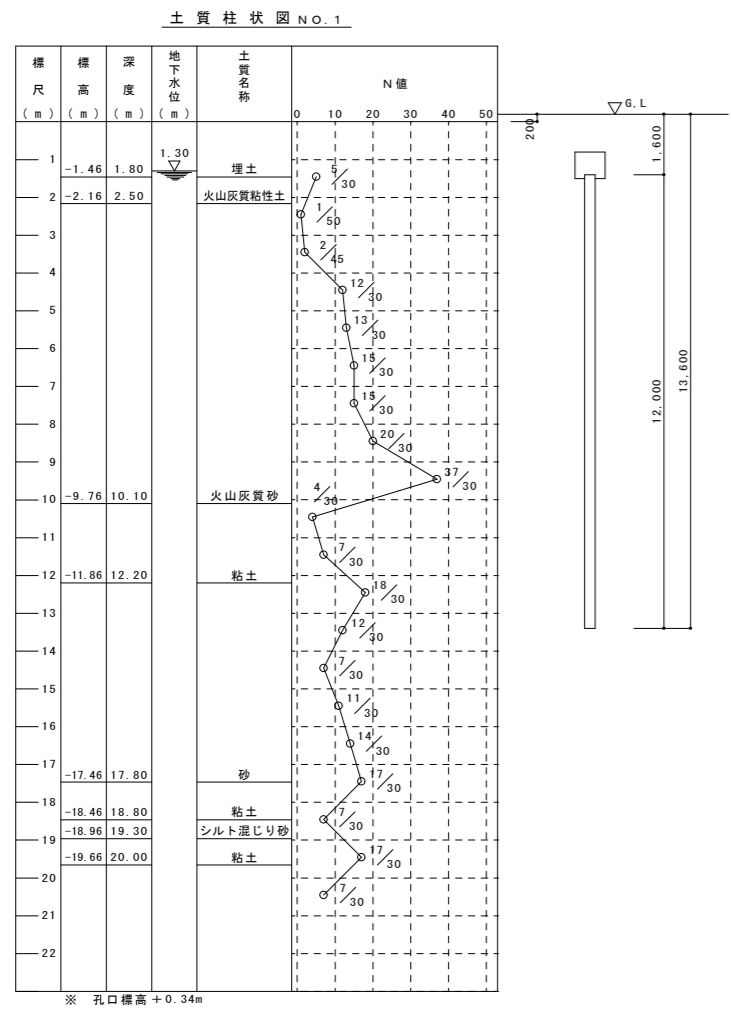 土質柱状図NO.1
標尺(m)
標高(m)
深度(m)
地下水位(m)
土質名称
N値
0 10 20 30 40 50
G.L
200
1,600
12,000
13,600
1.30
1
-1.46 1.80 埋土
5/30
2
-2.16 2.50 火山灰質粘性土
1/50
3
2/45
4
12/30
5
13/30
6
15/30
7
15/30
8
20/30
9
37/30
10
-9.76 10.10 火山灰質砂
4/30
11
7/30
12
-11.86 12.20 粘土
18/30
13
12/30
14
7/30
15
11/30
16
14/30
17
-17.46 17.80 砂
17/30
18
-18.46 18.80 粘土
7/30
-18.96 19.30 シルト混じり砂
19
-19.66 20.00 粘土
17/30
20
7/30
21
22
※ 孔口標高+0.34m